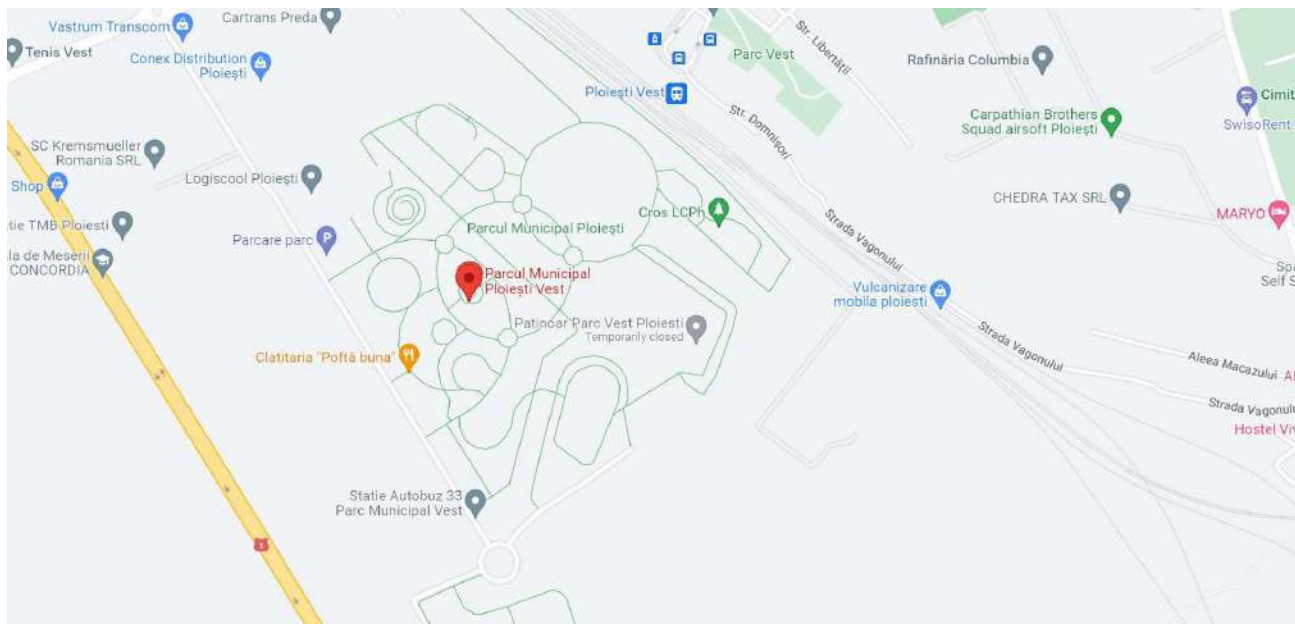 Cartrans Preda
Vastrum Transcom
Tenis Vest
Conex Distribution
Ploiești
Str. Libertății
Parc Vest
Rafinăria Columbia
Ploiești Vest
Str. Domnișori
Cimit
SwisoRent
Carpathian Brothers
Squad airsoft Ploiești
SC Kremsmueller
Romania SRL
Logiscool Ploiești
Shop
CHEDRA TAX SRL
Cros LCPh
MARYO
tie TMB Ploiesti
Parcul Municipal Ploiești
Parcare parc
P
Strada Vagonului
la de Meserii
CONCORDIA
Parcul Municipal
Ploiești Vest
Spa
Self S
Vulcanizare
mobila ploiesti
Patinoar Parc Vest Ploiesti
Temporarily closed
Strada Vagonului
Clatitaria "Poftă buna"
Aleea Macazului
Al
Strada Vagonulu
Hostel Viv
Statie Autobuz 33
Parc Municipal Vest
1